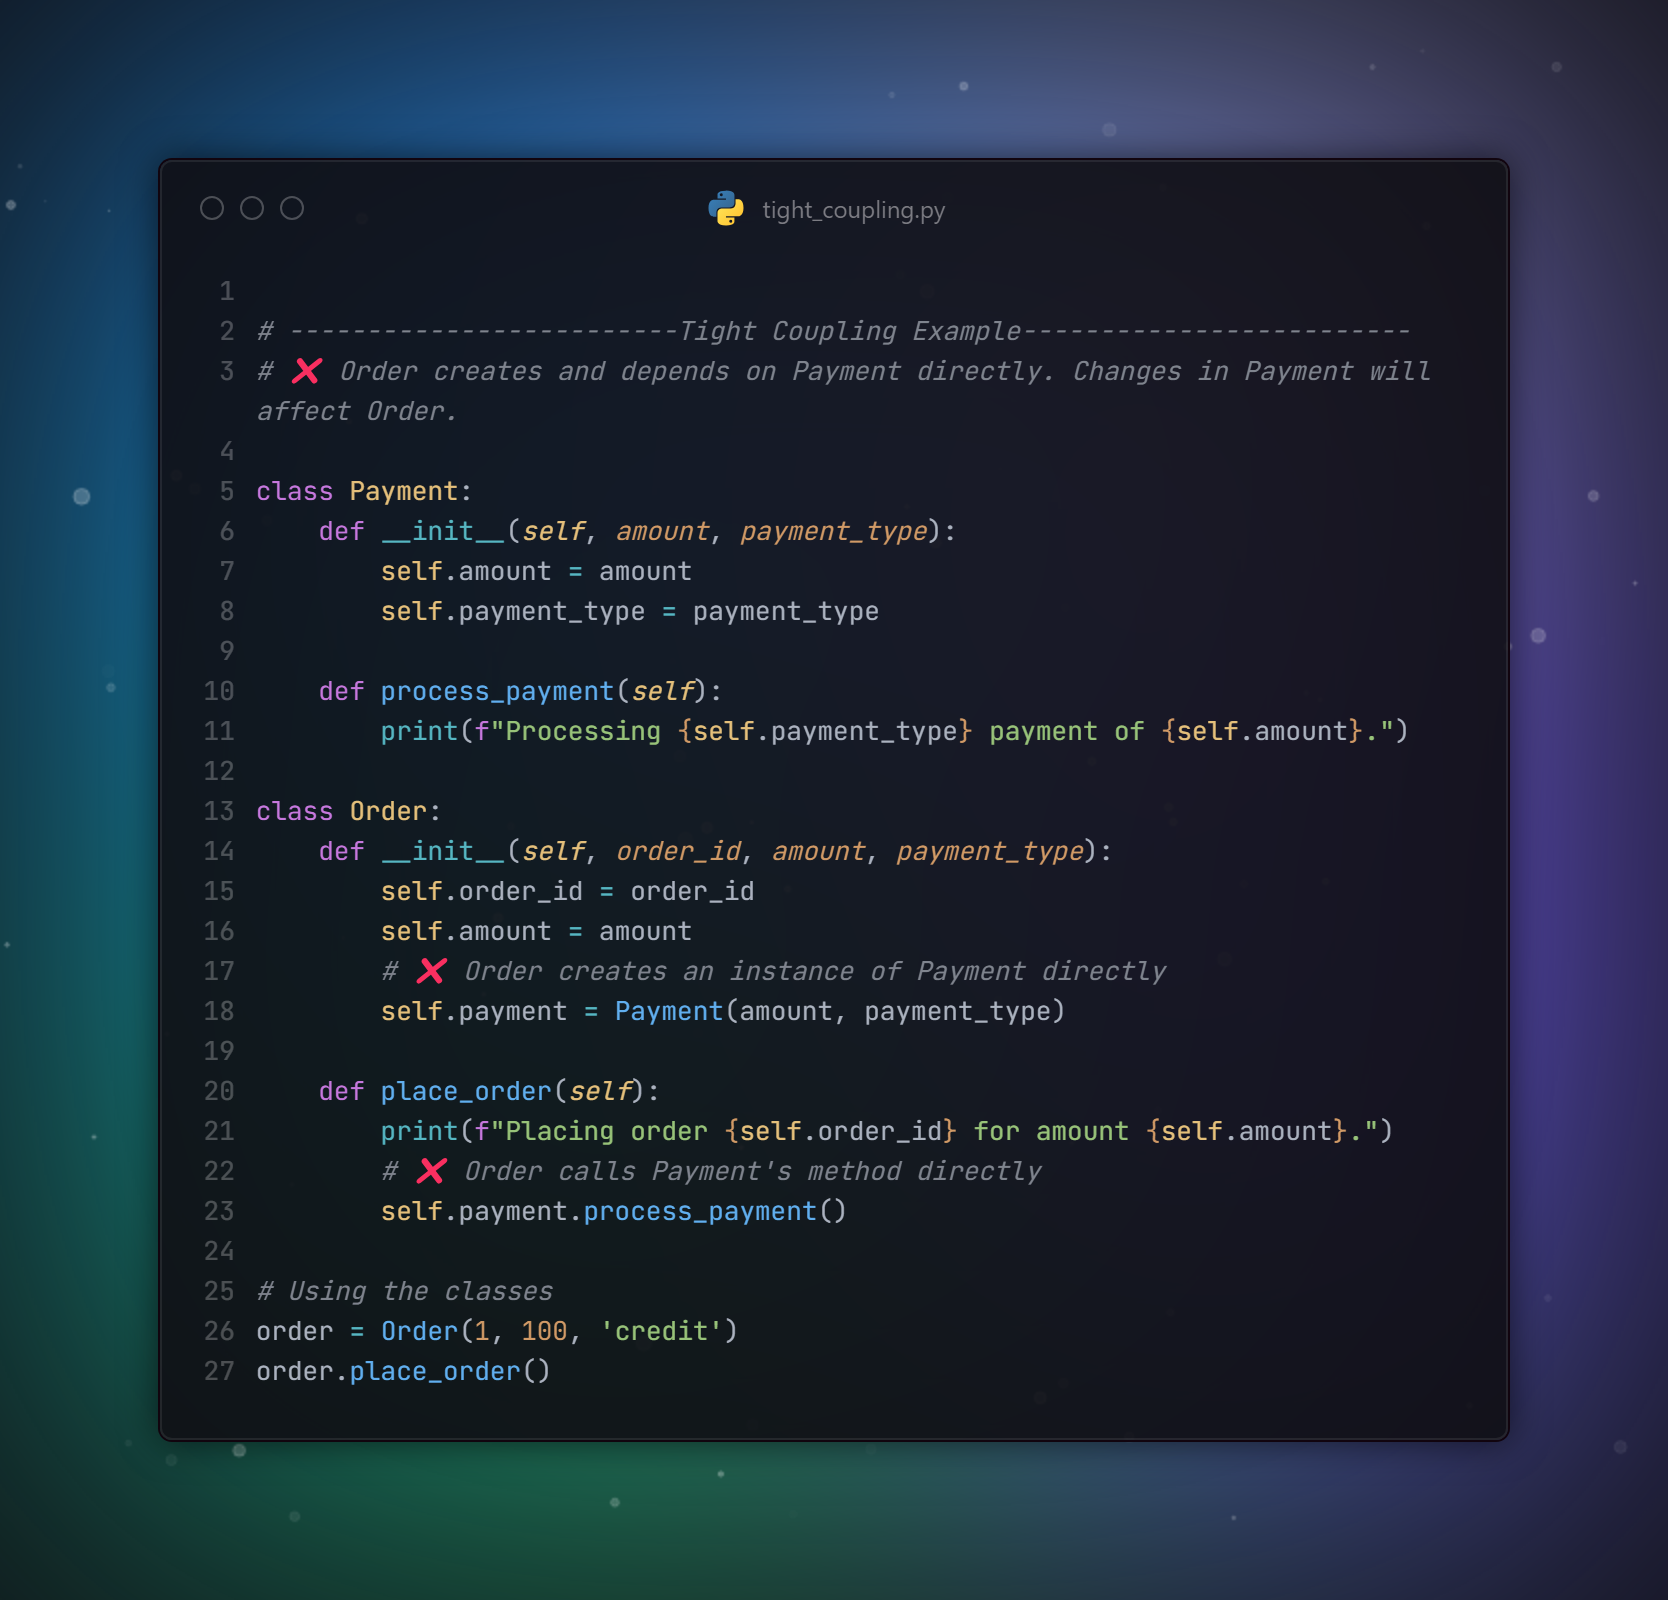 tight_coupling.py
1
2 # -------------------------Tight Coupling Example-------------------------
3 # ❌ Order creates and depends on Payment directly. Changes in Payment will
affect Order.
4
5 class Payment:
6     def __init__(self, amount, payment_type):
7         self.amount = amount
8         self.payment_type = payment_type
9
10     def process_payment(self):
11         print(f"Processing {self.payment_type} payment of {self.amount}.")
12
13 class Order:
14     def __init__(self, order_id, amount, payment_type):
15         self.order_id = order_id
16         self.amount = amount
17         # ❌ Order creates an instance of Payment directly
18         self.payment = Payment(amount, payment_type)
19
20     def place_order(self):
21         print(f"Placing order {self.order_id} for amount {self.amount}.")
22         # ❌ Order calls Payment's method directly
23         self.payment.process_payment()
24
25 # Using the classes
26 order = Order(1, 100, 'credit')
27 order.place_order()